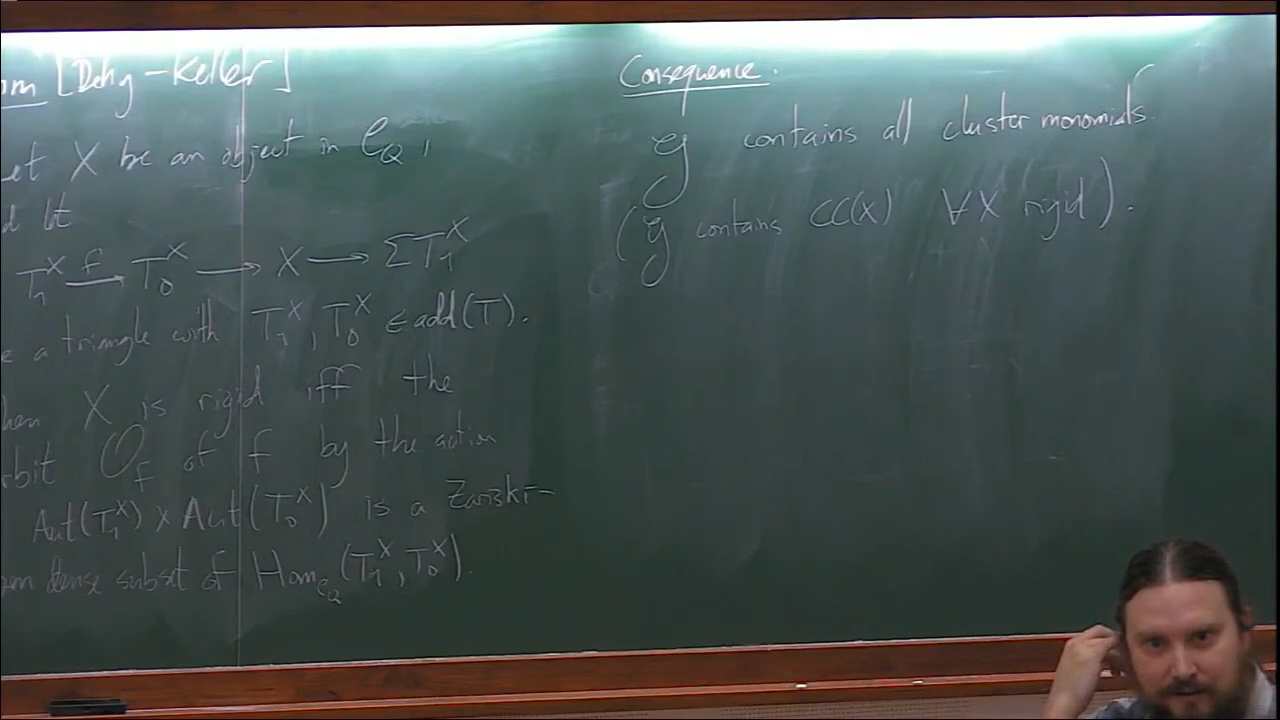 om [Dehy-Keller]
et X be an object in C_Q,
d let
T_1^X \xrightarrow{f} T_0^X → X → ΣT_1^X
e a triangle with T_1^X, T_0^X ∈ add(T).
hen X is rigid iff the
rbit O_f of f by the action
Aut(T_1^X) × Aut(T_0^X) is a Zariski-
dense subset of Hom_{C_Q}(T_1^X, T_0^X).
Consequence.
contains all cluster monomials.
( contains CC(X) ∀X rigid).